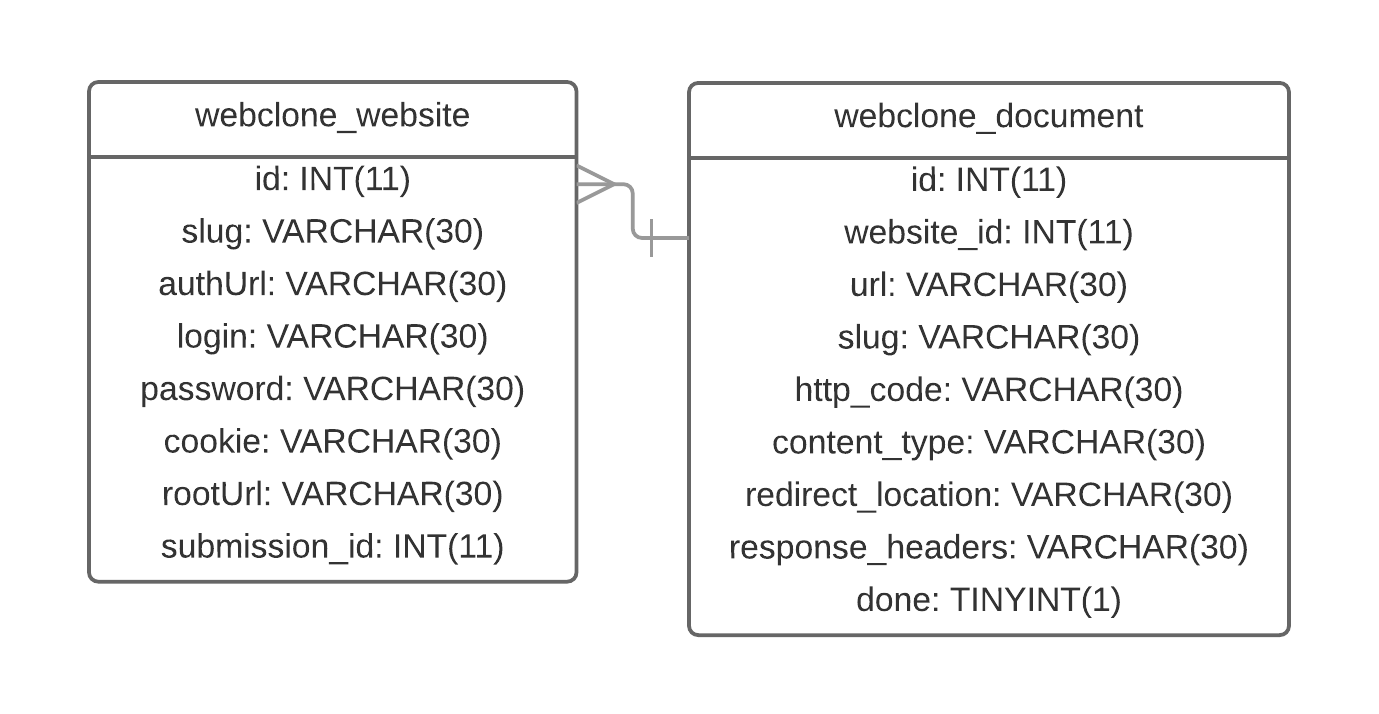 webclone_website
id: INT(11)
slug: VARCHAR(30)
authUrl: VARCHAR(30)
login: VARCHAR(30)
password: VARCHAR(30)
cookie: VARCHAR(30)
rootUrl: VARCHAR(30)
submission_id: INT(11)
webclone_document
id: INT(11)
website_id: INT(11)
url: VARCHAR(30)
slug: VARCHAR(30)
http_code: VARCHAR(30)
content_type: VARCHAR(30)
redirect_location: VARCHAR(30)
response_headers: VARCHAR(30)
done: TINYINT(1)